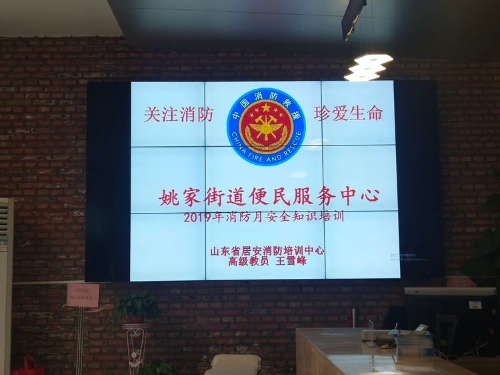 关注消防 珍爱生命
中国消防救援
CHINA FIRE AND RESCUE
姚家街道便民服务中心
2019年消防月安全知识培训
山东省居安消防培训中心
高级教员 王雪峰